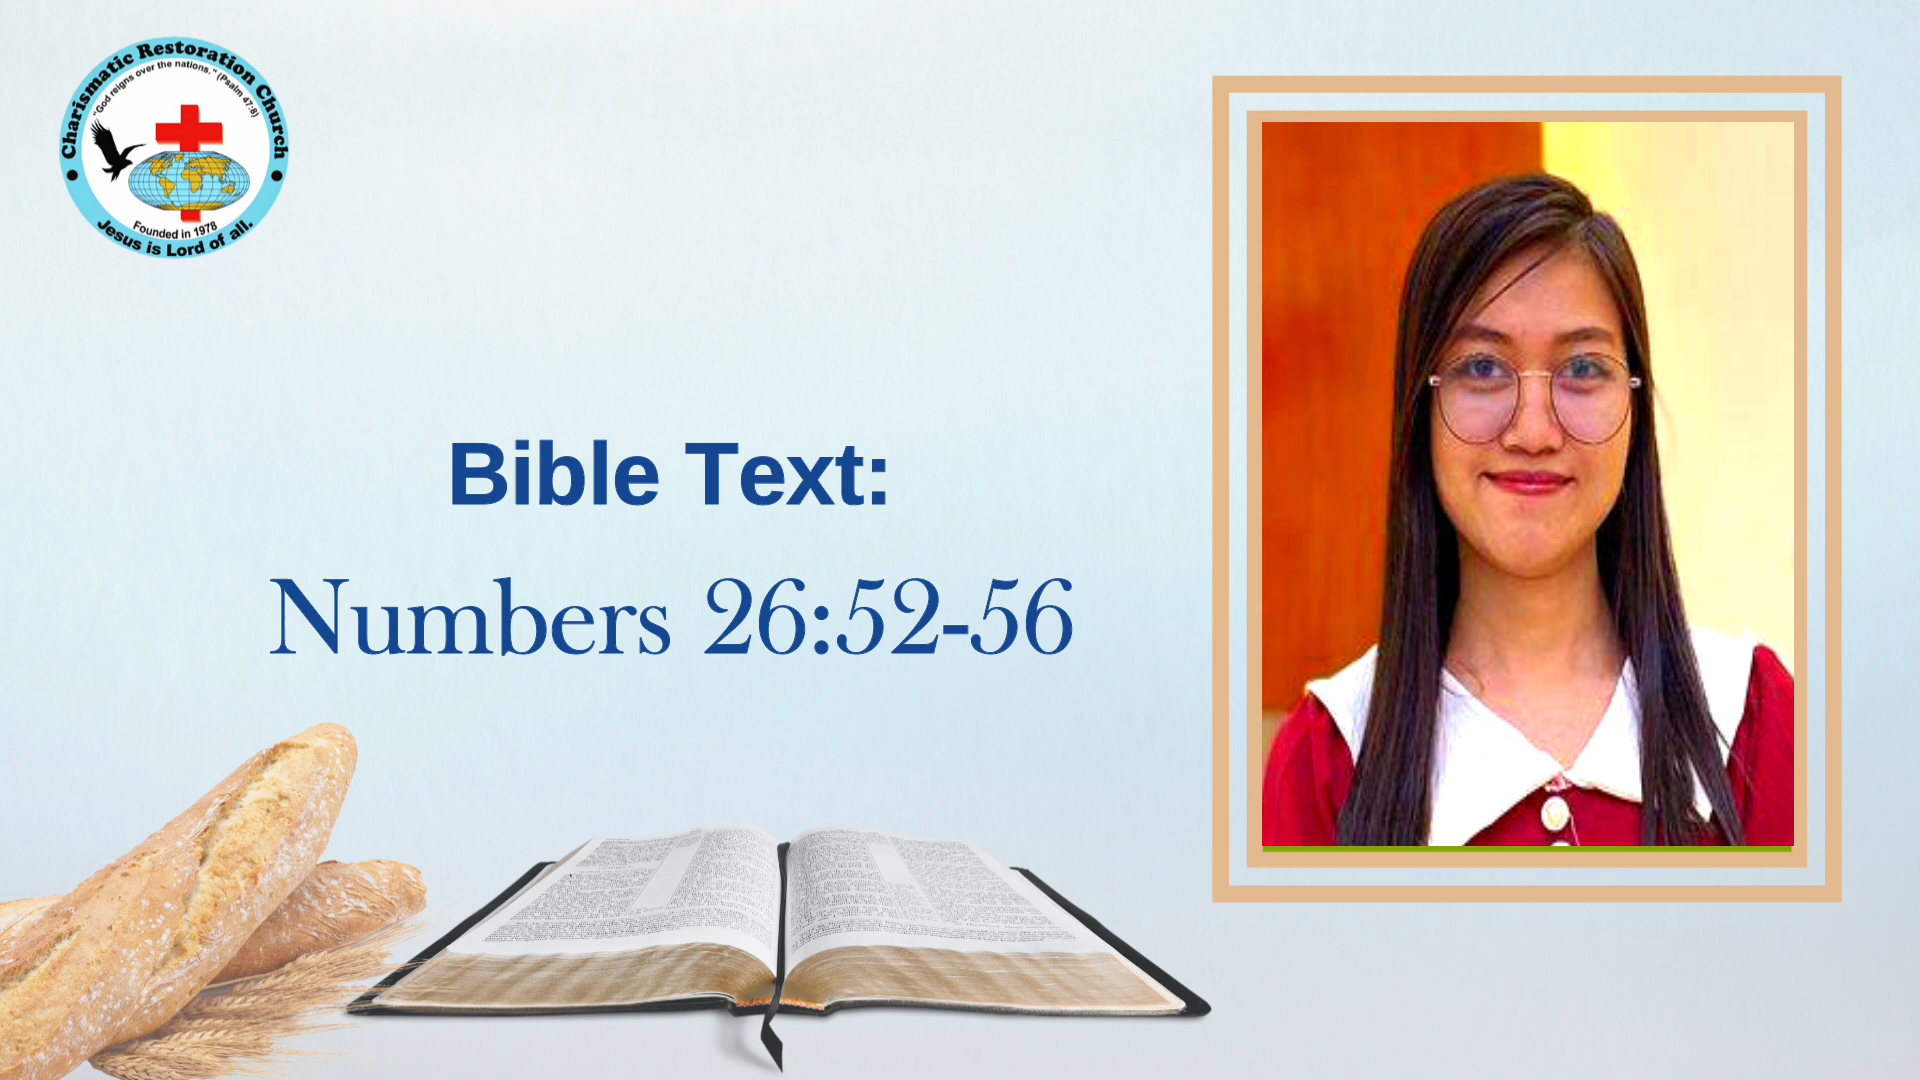 Charismatic Restoration Church
"God reigns over the nations." (Psalm 47:8)
Founded in 1978
Jesus is Lord of all.
Bible Text:
Numbers 26:52-56